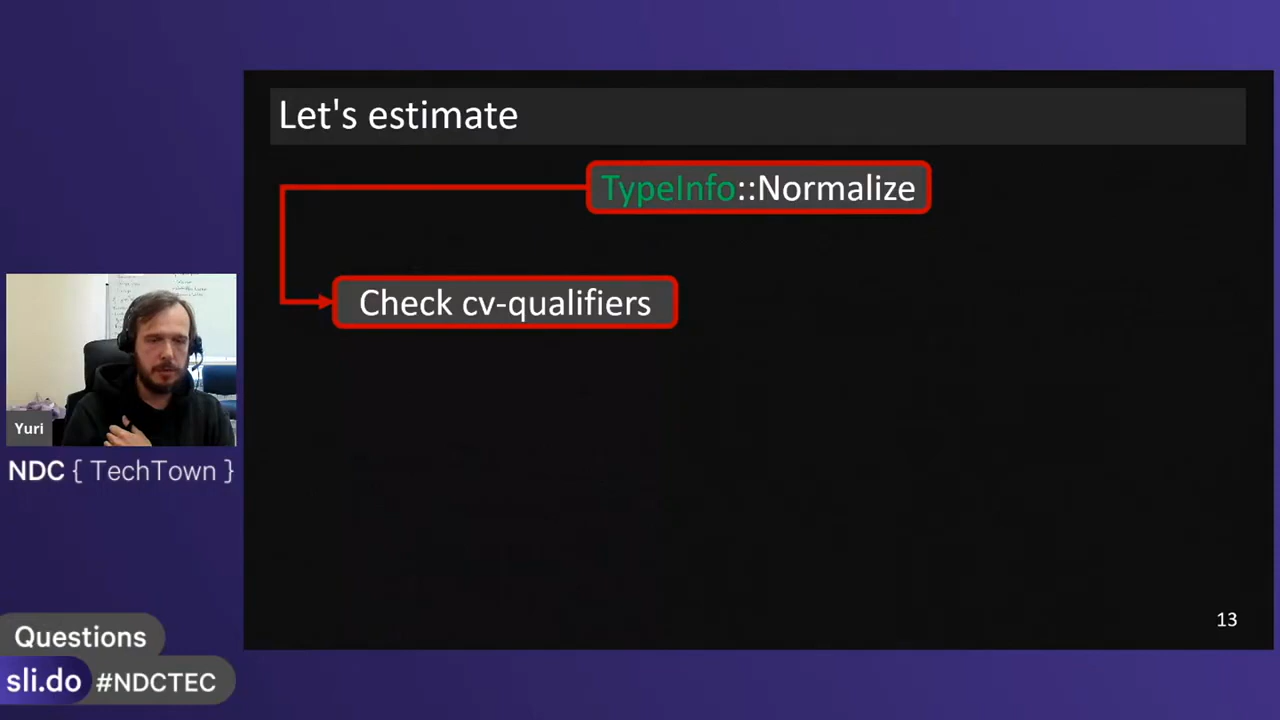 Let's estimate
TypeInfo::Normalize
Check cv-qualifiers
Yuri
NDC { TechTown }
13
Questions
sli.do #NDCTEC